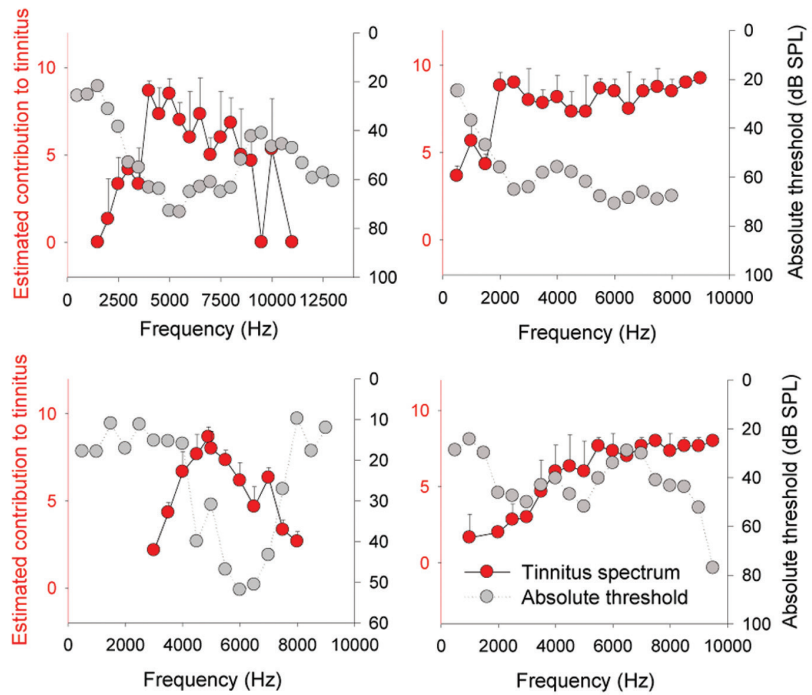 Estimated contribution to tinnitus
10
5
0
0
20
40
60
80
100
0 2500 5000 7500 10000 12500
Frequency (Hz)
10
5
0
0
20
40
60
80
100
Absolute threshold (dB SPL)
0 2000 4000 6000 8000 10000
Frequency (Hz)
Estimated contribution to tinnitus
10
5
0
0
10
20
30
40
50
60
0 2000 4000 6000 8000 10000
Frequency (Hz)
10
5
0
0
20
40
60
80
100
Absolute threshold (dB SPL)
Tinnitus spectrum
Absolute threshold
0 2000 4000 6000 8000 10000
Frequency (Hz)